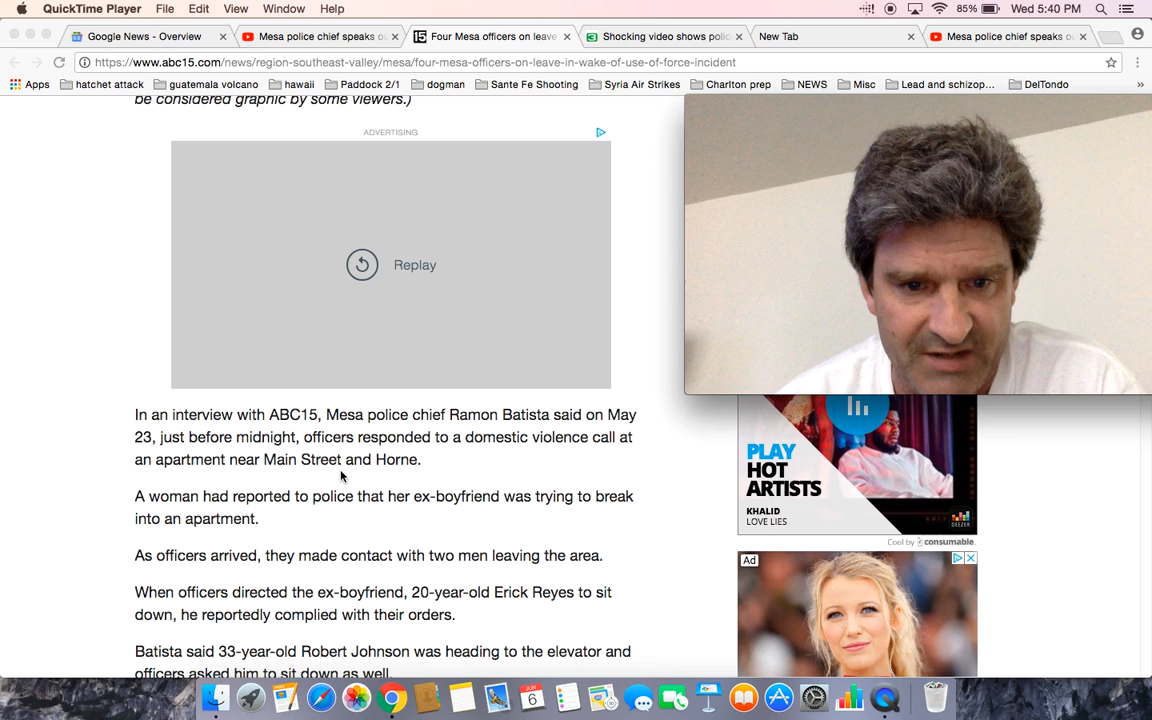 QuickTime Player File Edit View Window Help 85% Wed 5:40 PM
Google News - Overview Mesa police chief speaks o Four Mesa officers on leave Shocking video shows polic New Tab Mesa police chief speaks o
https://www.abc15.com/news/region-southeast-valley/mesa/four-mesa-officers-on-leave-in-wake-of-use-of-force-incident
Apps hatchet attack guatemala volcano hawaii Paddock 2/1 dogman Sante Fe Shooting Syria Air Strikes Charlton prep NEWS Misc Lead and schizop... DelTondo »
be considered graphic by some viewers.)
ADVERTISING
Replay
In an interview with ABC15, Mesa police chief Ramon Batista said on May
23, just before midnight, officers responded to a domestic violence call at
an apartment near Main Street and Horne.
A woman had reported to police that her ex-boyfriend was trying to break
into an apartment.
As officers arrived, they made contact with two men leaving the area.
When officers directed the ex-boyfriend, 20-year-old Erick Reyes to sit
down, he reportedly complied with their orders.
Batista said 33-year-old Robert Johnson was heading to the elevator and
officers asked him to sit down as well.
PLAY
HOT
ARTISTS
KHALID
LOVE LIES
DEEZER
Cool by consumable.
Ad
JUN
6